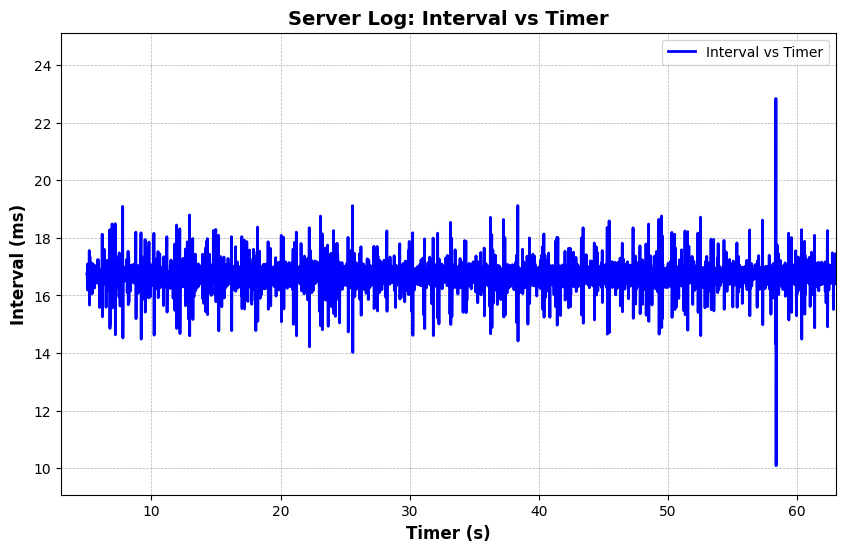 Server Log: Interval vs Timer
Interval vs Timer
24
22
20
18
16
14
12
10
Interval (ms)
10 20 30 40 50 60
Timer (s)